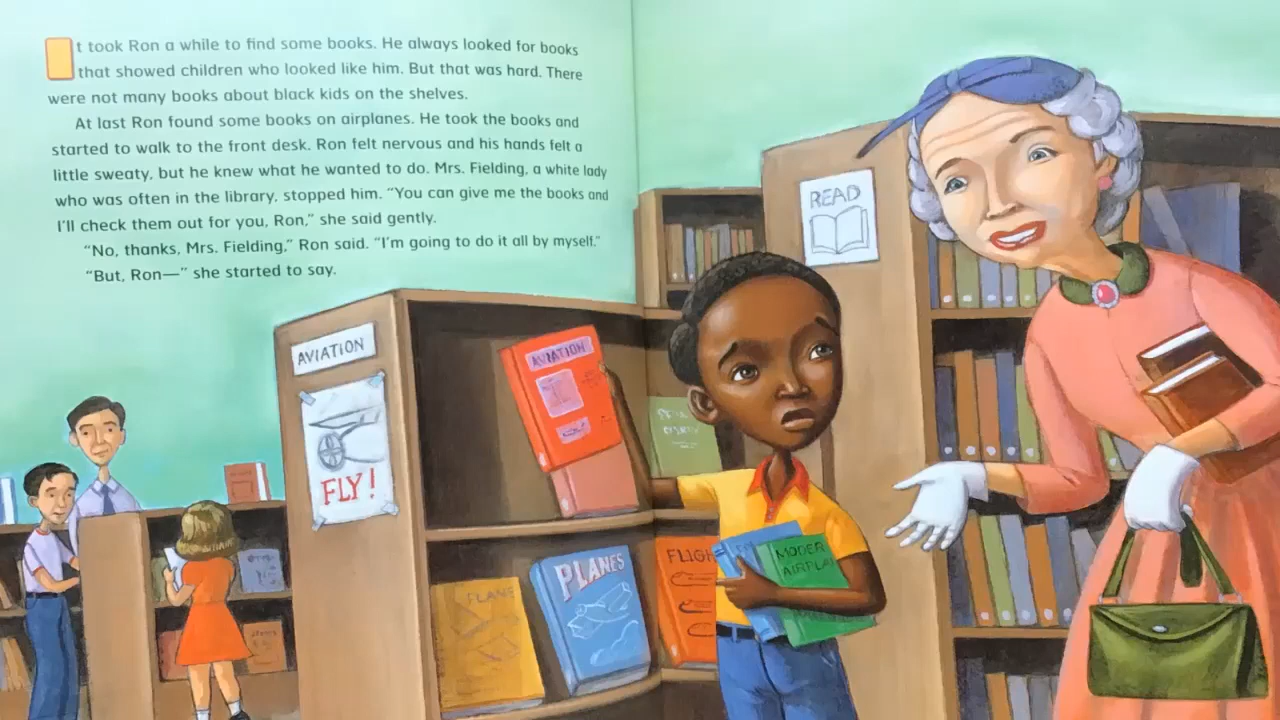 It took Ron a while to find some books. He always looked for books
that showed children who looked like him. But that was hard. There
were not many books about black kids on the shelves.
At last Ron found some books on airplanes. He took the books and
started to walk to the front desk. Ron felt nervous and his hands felt a
little sweaty, but he knew what he wanted to do. Mrs. Fielding, a white lady
who was often in the library, stopped him. “You can give me the books and
I’ll check them out for you, Ron,” she said gently.
“No, thanks, Mrs. Fielding,” Ron said. “I’m going to do it all by myself.”
“But, Ron—” she started to say.
READ
AVIATION
FLY!
AVIATION
PLANES
PLANE
FLIGH
MODER
AIRPLA